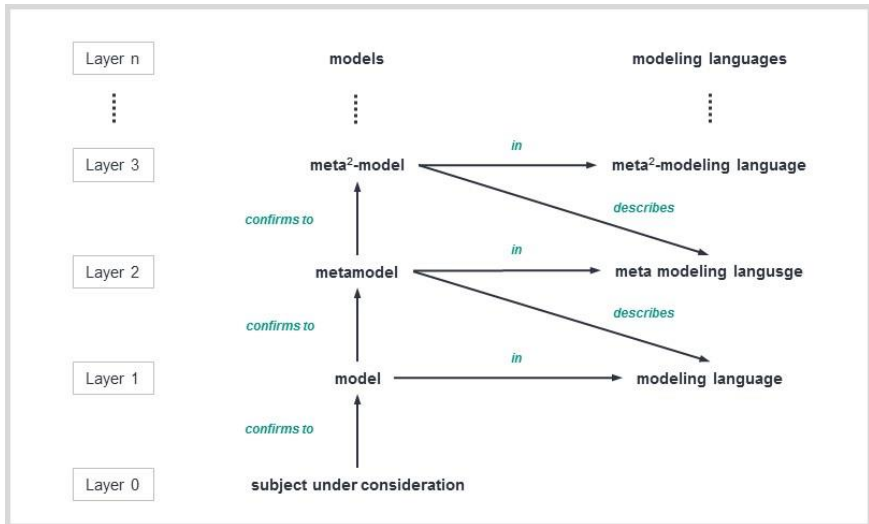 Layer n models modeling languages
Layer 3 meta²-model in meta²-modeling language
confirms to describes
Layer 2 metamodel in meta modeling langusge
confirms to describes
Layer 1 model in modeling language
confirms to
Layer 0 subject under consideration